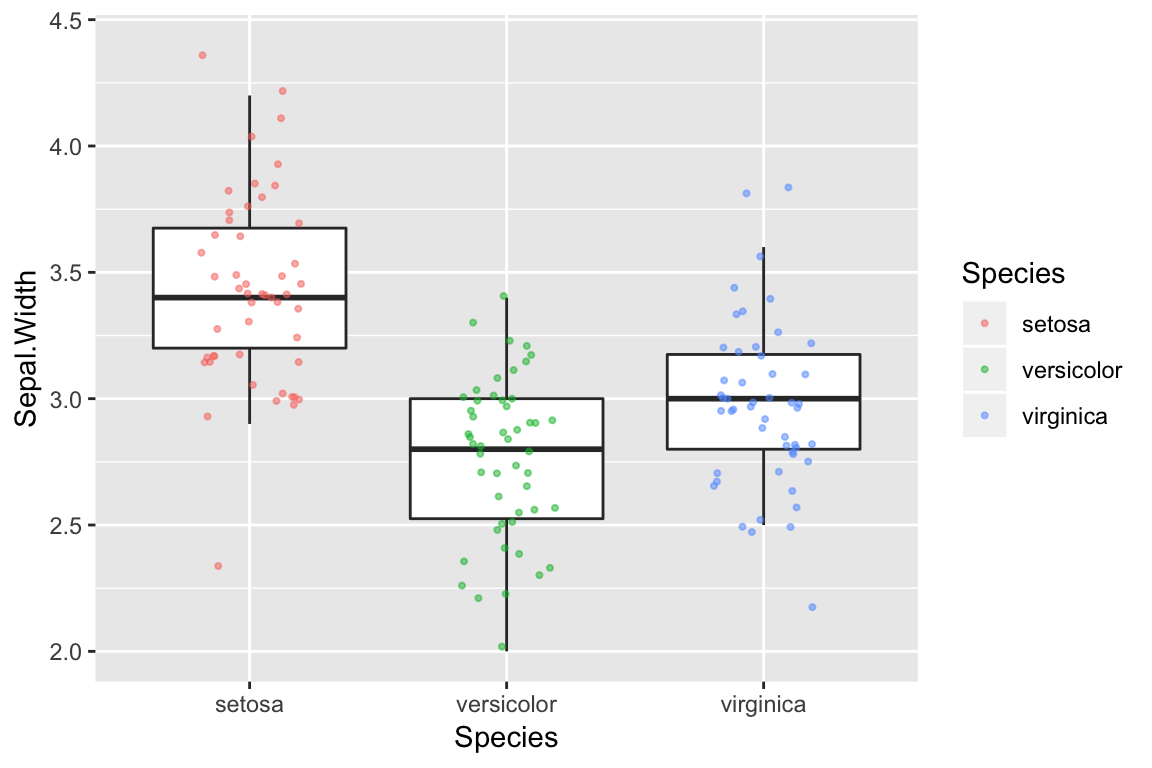 4.5
4.0
3.5
3.0
2.5
2.0
Sepal.Width
setosa versicolor virginica
Species
Species
setosa
versicolor
virginica